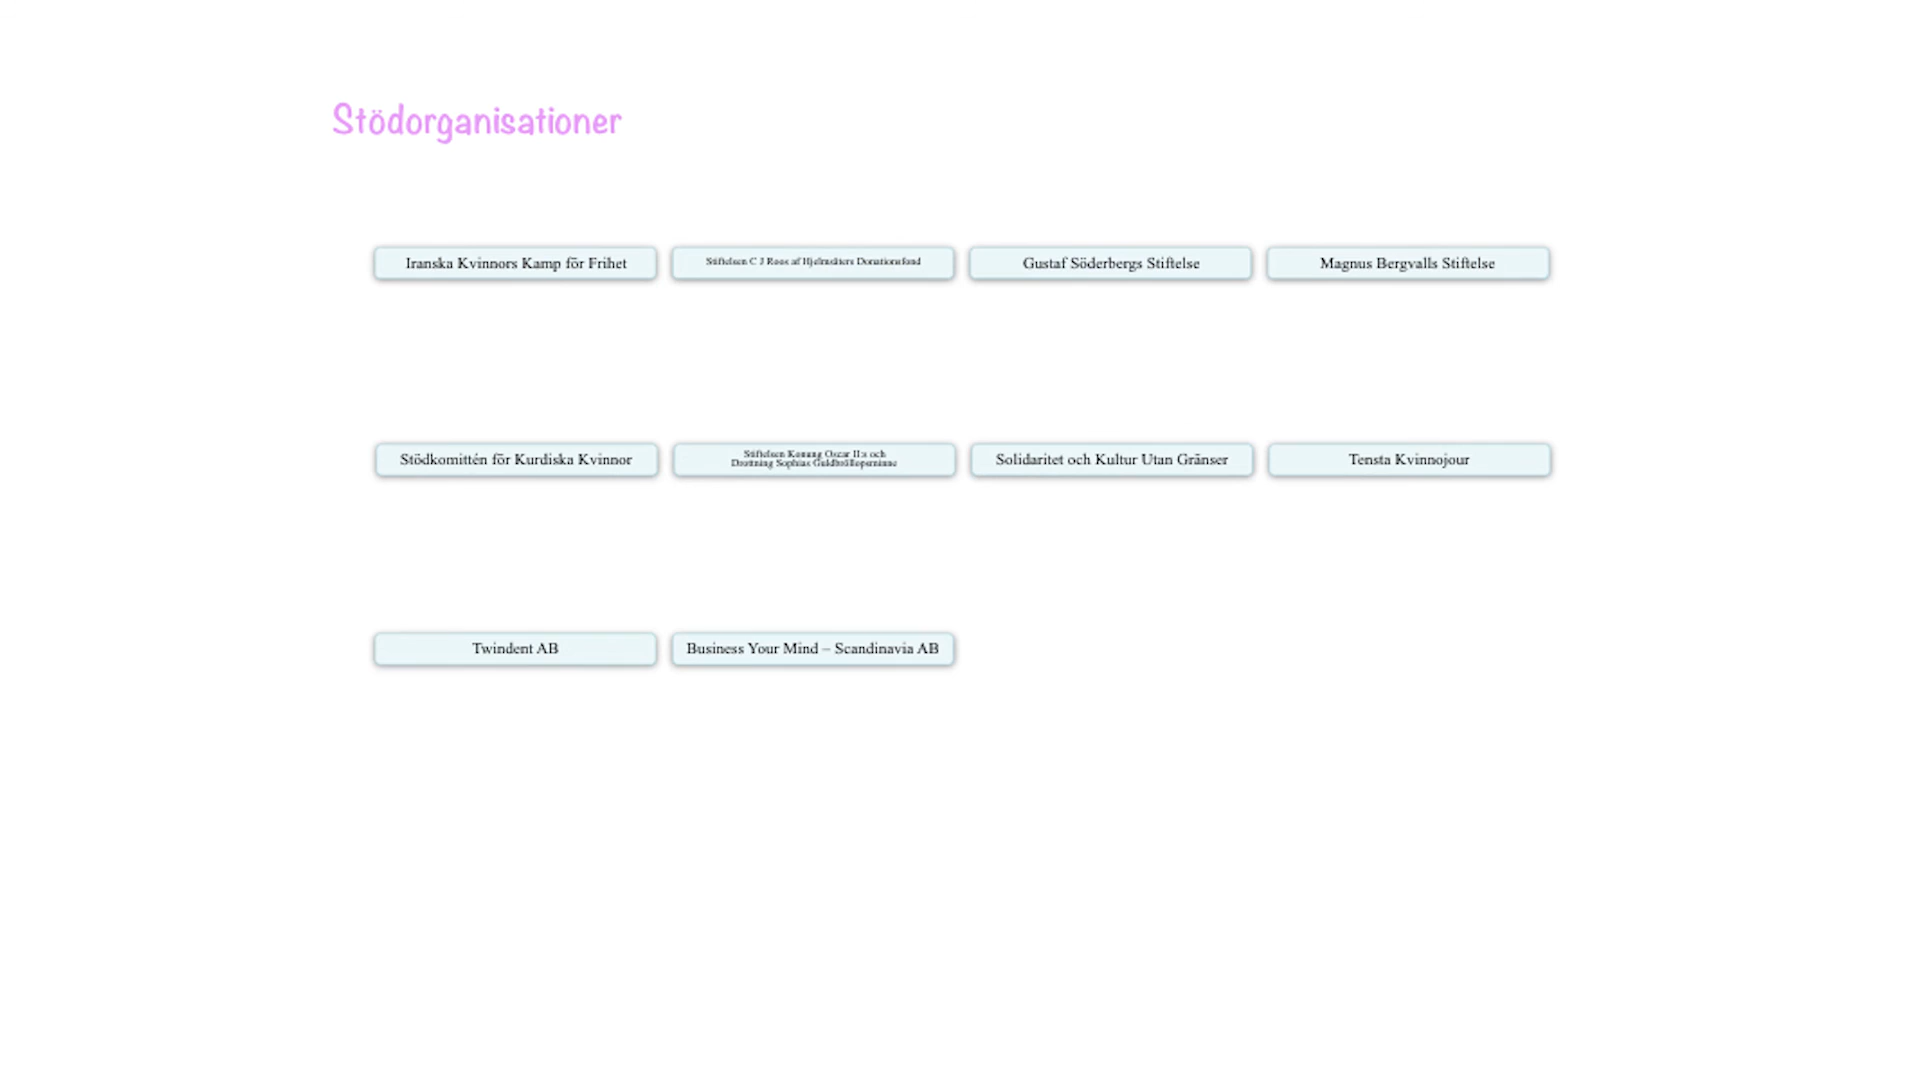 Stödorganisationer
Iranska Kvinnors Kamp för Frihet
Stiftelsen C J Roos af Hjelmsäters Donationsfond
Gustaf Söderbergs Stiftelse
Magnus Bergvalls Stiftelse
Stödkomittén för Kurdiska Kvinnor
Stiftelsen Konung Oscar II:s och
Drottning Sophias Guldbröllopsminne
Solidaritet och Kultur Utan Gränser
Tensta Kvinnojour
Twindent AB
Business Your Mind – Scandinavia AB